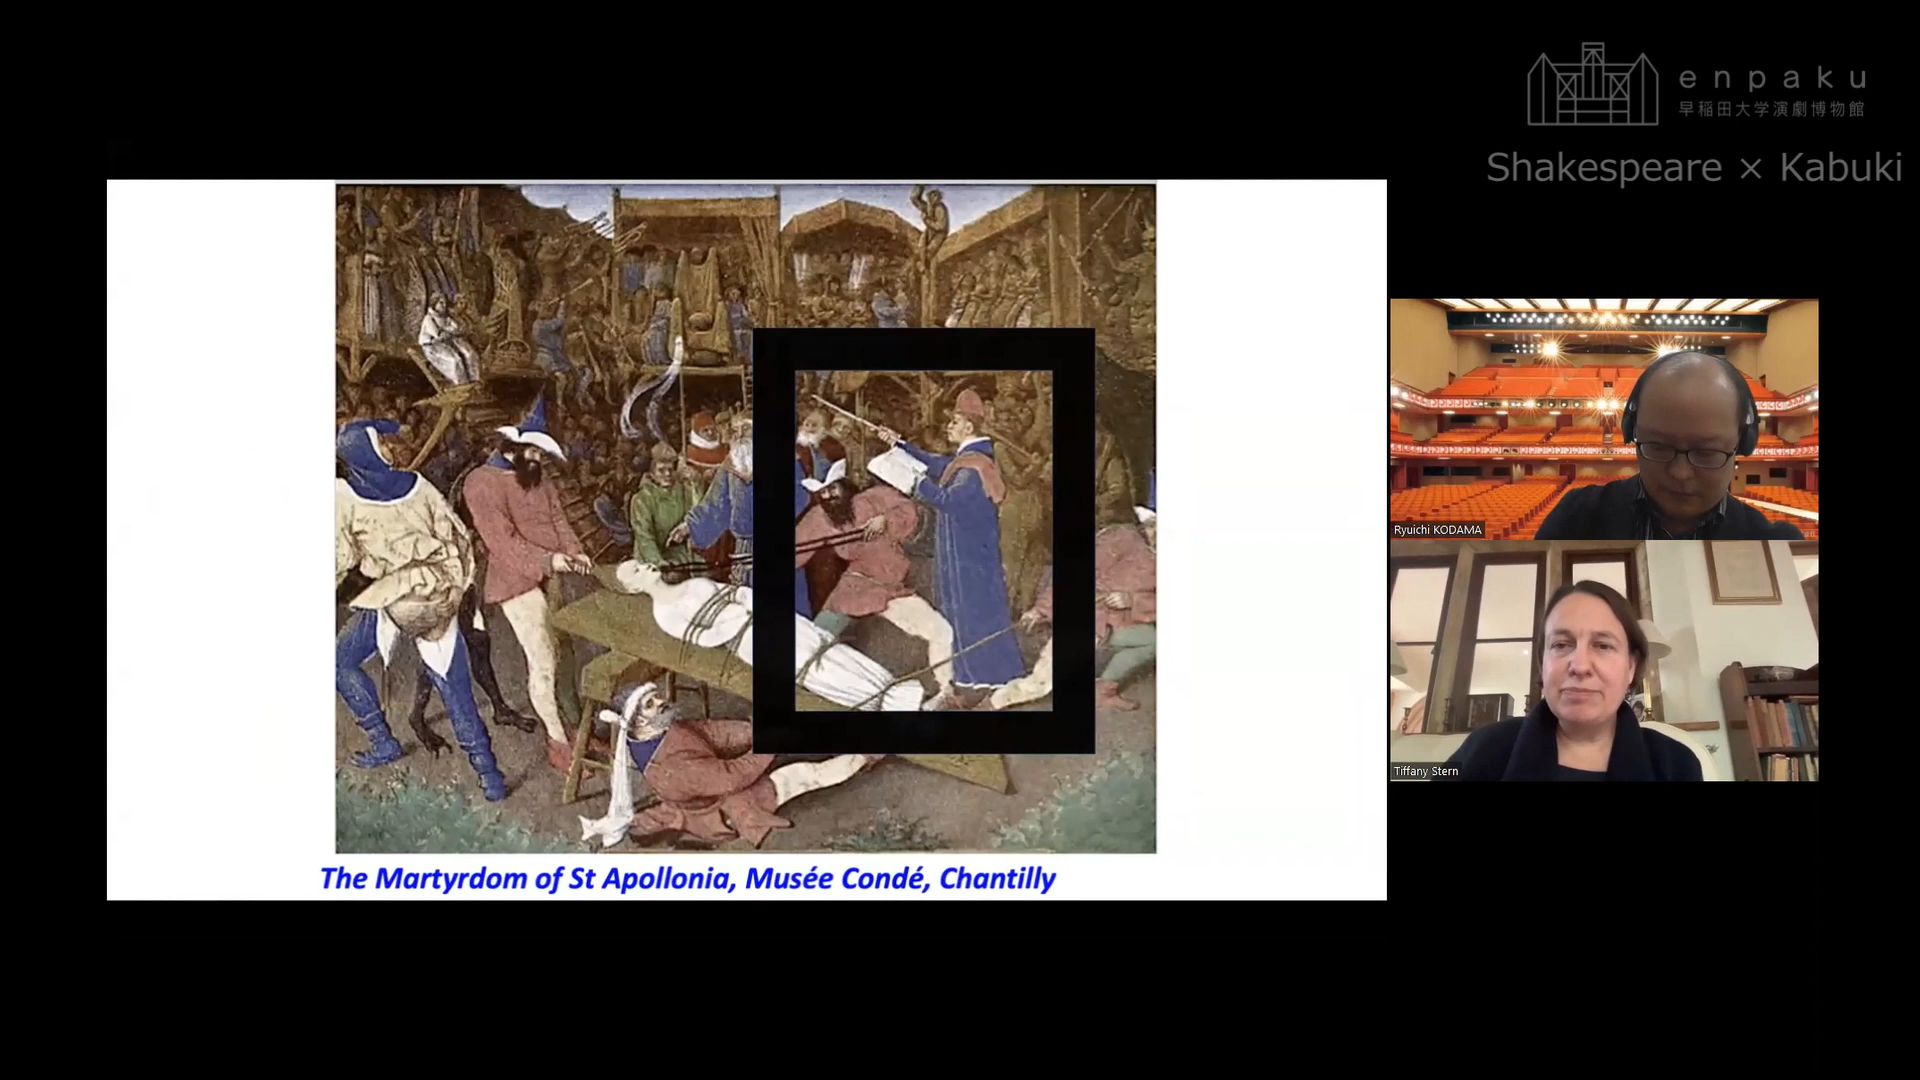 enpaku
早稲田大学演劇博物館
Shakespeare × Kabuki
Ryuichi KODAMA
Tiffany Stern
The Martyrdom of St Apollonia, Musée Condé, Chantilly